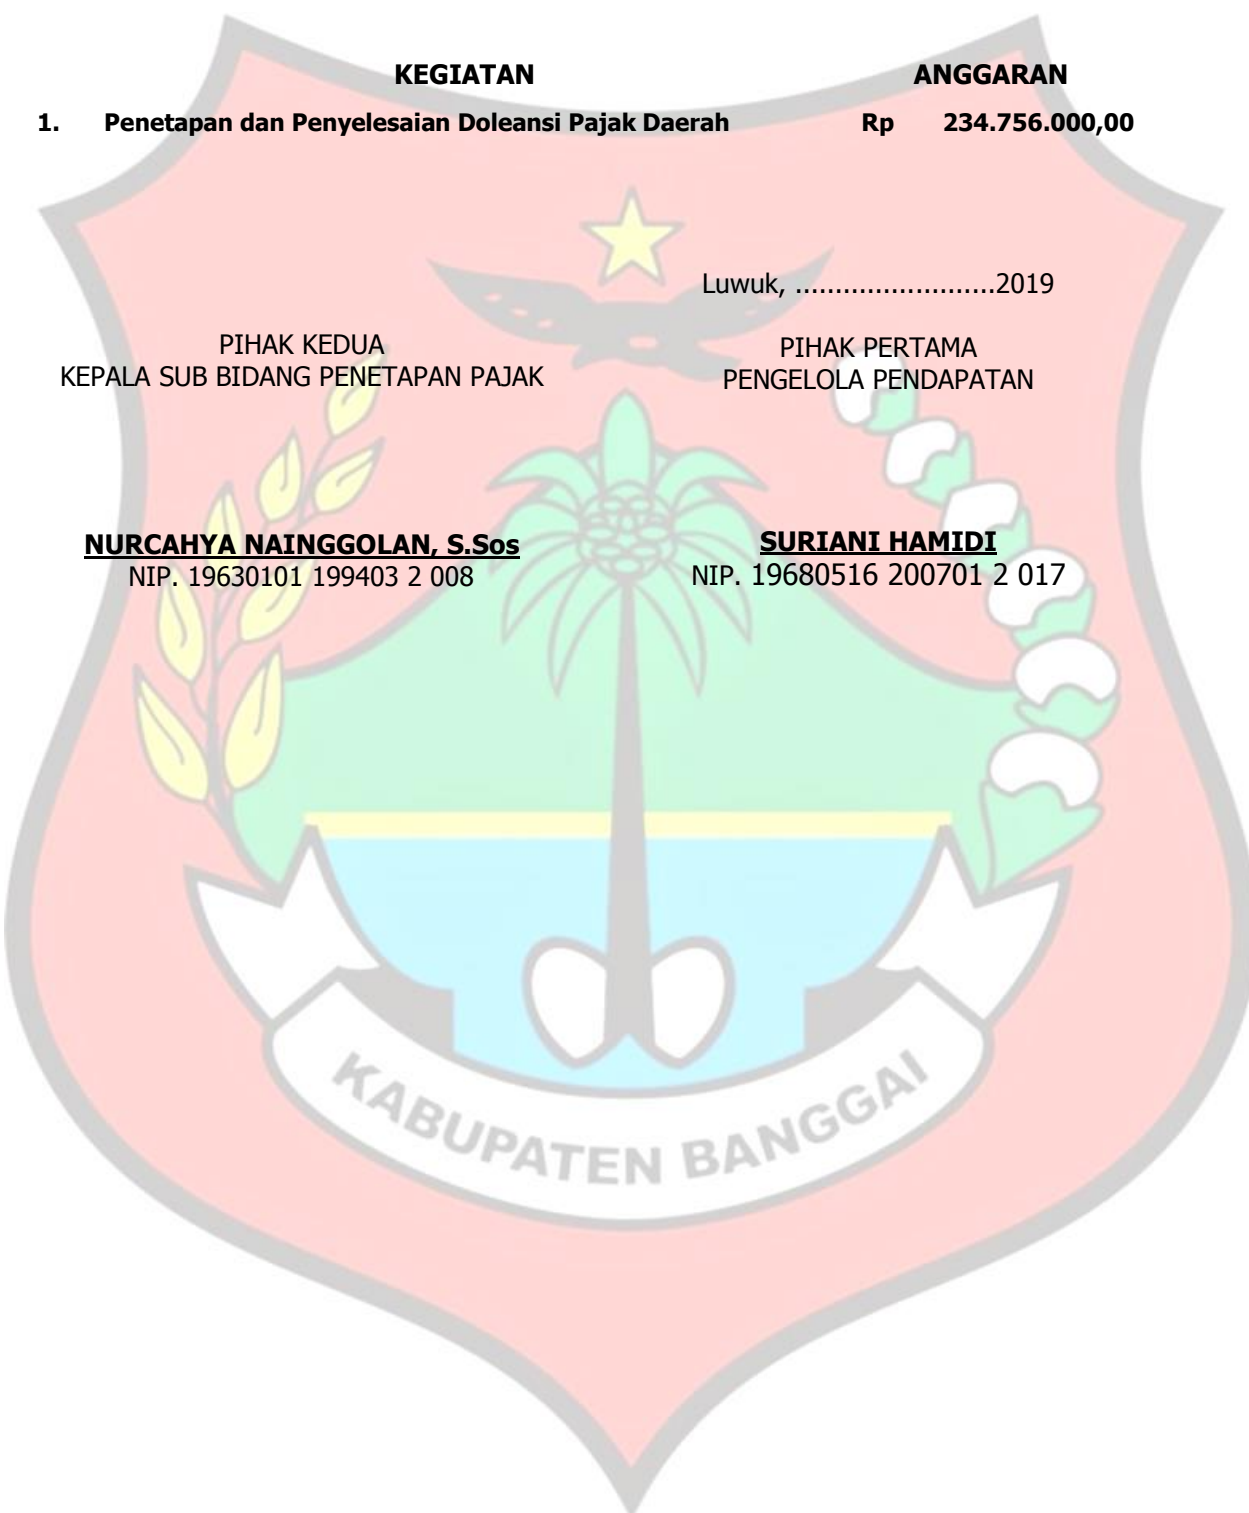 KEGIATAN ANGGARAN
1. Penetapan dan Penyelesaian Doleansi Pajak Daerah Rp 234.756.000,00
Luwuk, .........................2019
PIHAK KEDUA
KEPALA SUB BIDANG PENETAPAN PAJAK
PIHAK PERTAMA
PENGELOLA PENDAPATAN
NURCAHYA NAINGGOLAN, S.Sos
NIP. 19630101 199403 2 008
SURIANI HAMIDI
NIP. 19680516 200701 2 017
KABUPATEN BANGGAI